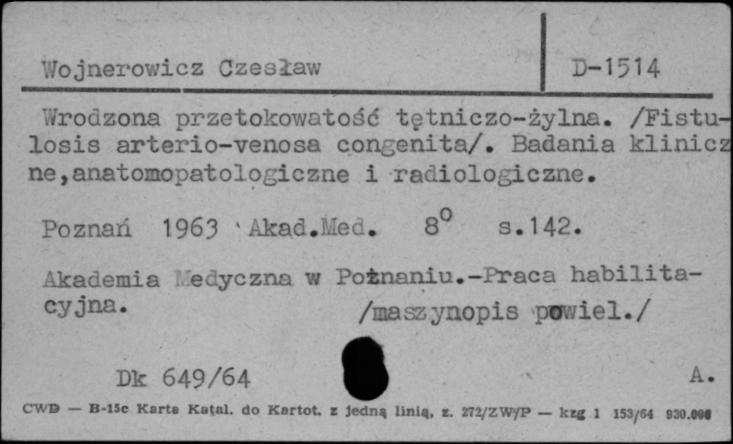 Wojnerowicz Czesław D-1514
Wrodzona przetokowatość tętniczo-żylna. /Fistu-
losis arterio-venosa congenita/. Badania klinicz
ne,anatomopatologiczne i radiologiczne.
Poznań 1963 Akad.Med. 8° s.142.
Akademia Medyczna w Poznaniu.-Praca habilita-
cyjna. /maszynopis powiel./
Dk 649/64 A.
CWD — B-15c Karta Katal. do Kartot. z jedną linią, z. 272/ZW/P — kzg 1 153/64 930.000